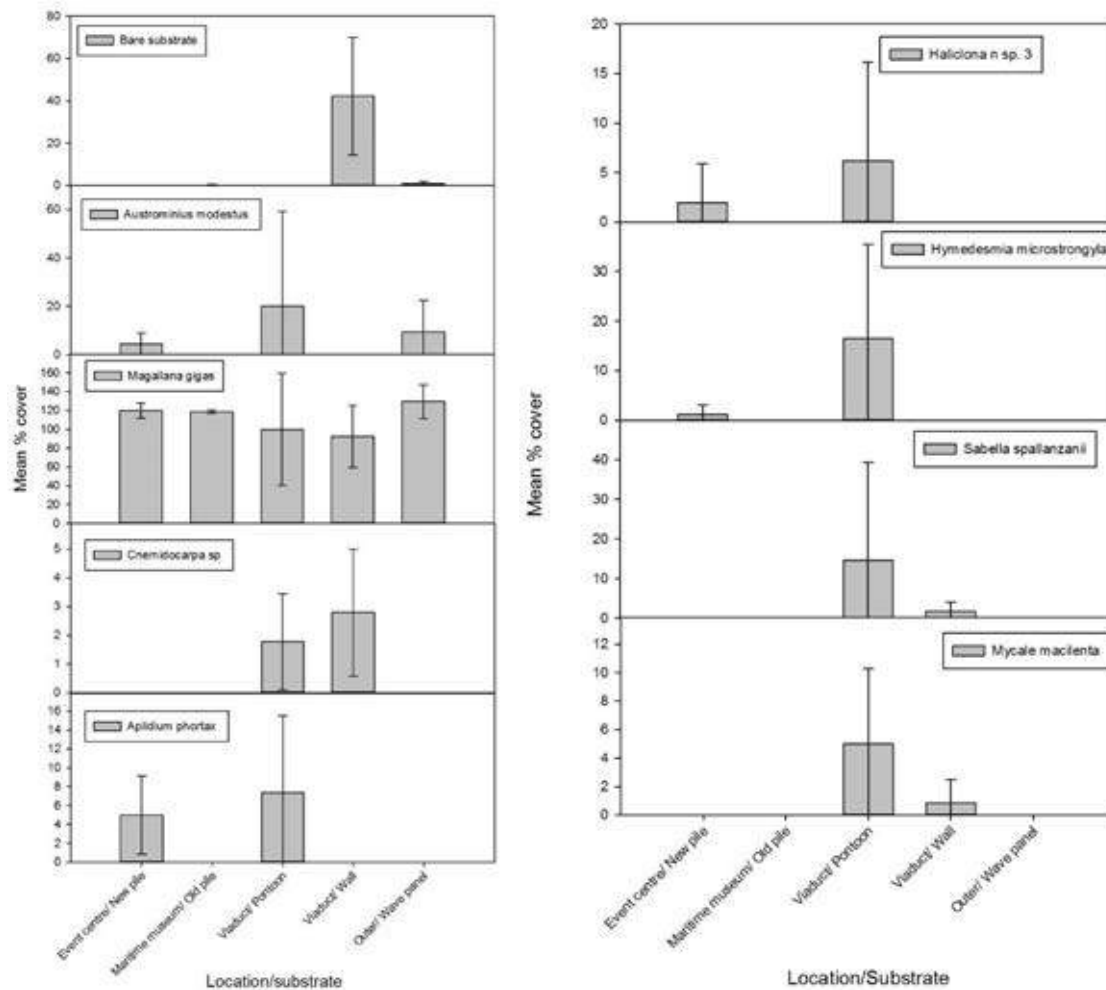 80
60
40
20
0
Bare substrate
60
40
20
0
Austrominius modestus
160
140
120
100
80
60
40
20
0
Magallana gigas
5
4
3
2
1
0
Cnemidocarpa sp
16
14
12
10
8
6
4
2
0
Aplidium phortax
Mean % cover
Event centre/ New pile
Maritime museum/ Old pile
Viaduct/ Pontoon
Viaduct/ Wall
Outer/ Wave panel
Location/substrate
20
15
10
5
0
Haliclona n sp. 3
30
20
10
0
Hymedesmia microstrongyla
40
30
20
10
0
Sabella spallanzanii
12
10
8
6
4
2
0
Mycale macilenta
Mean % cover
Event centre/ New pile
Maritime museum/ Old pile
Viaduct/ Pontoon
Viaduct/ Wall
Outer/ Wave panel
Location/Substrate